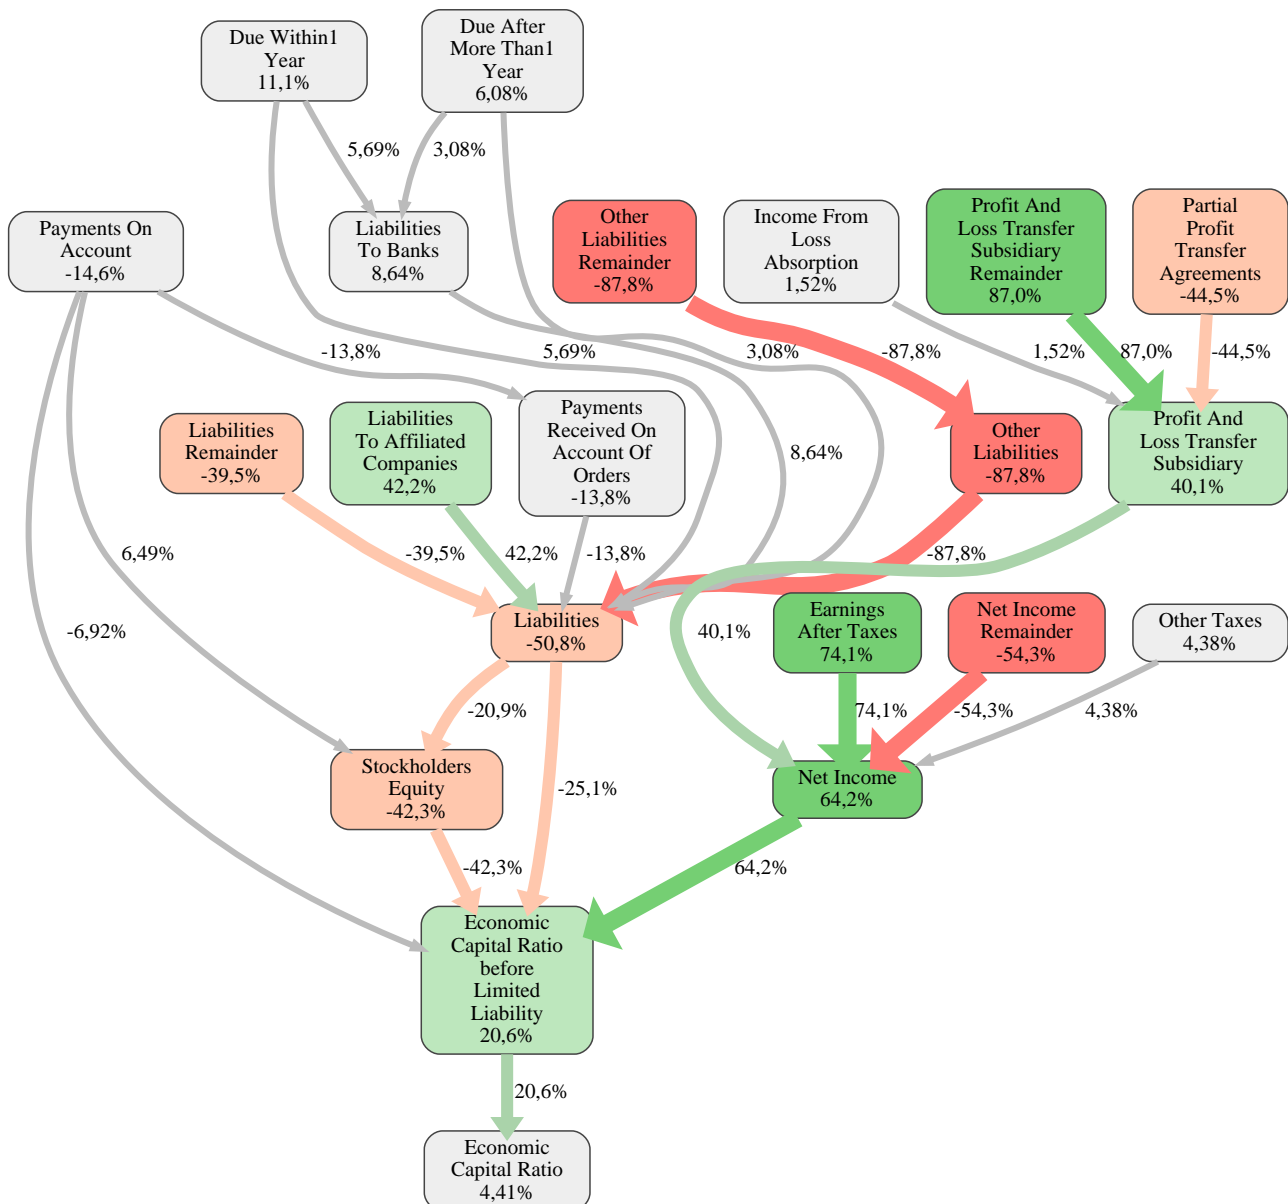 Due Within1
Year
11,1%
Due After
More Than1
Year
6,08%
5,69%
3,08%
Payments On
Account
-14,6%
Liabilities
To Banks
8,64%
Other
Liabilities
Remainder
-87,8%
Income From
Loss
Absorption
1,52%
Profit And
Loss Transfer
Subsidiary
Remainder
87,0%
Partial
Profit
Transfer
Agreements
-44,5%
-13,8%
5,69%
3,08%
-87,8%
1,52%
87,0%
-44,5%
Liabilities
Remainder
-39,5%
Liabilities
To Affiliated
Companies
42,2%
Payments
Received On
Account Of
Orders
-13,8%
8,64%
Other
Liabilities
-87,8%
Profit And
Loss Transfer
Subsidiary
40,1%
6,49%
-39,5%
42,2%
-13,8%
-87,8%
-6,92%
Liabilities
-50,8%
40,1%
Earnings
After Taxes
74,1%
Net Income
Remainder
-54,3%
Other Taxes
4,38%
-20,9%
74,1%
-54,3%
4,38%
Stockholders
Equity
-42,3%
-25,1%
Net Income
64,2%
-42,3%
64,2%
Economic
Capital Ratio
before
Limited
Liability
20,6%
20,6%
Economic
Capital Ratio
4,41%